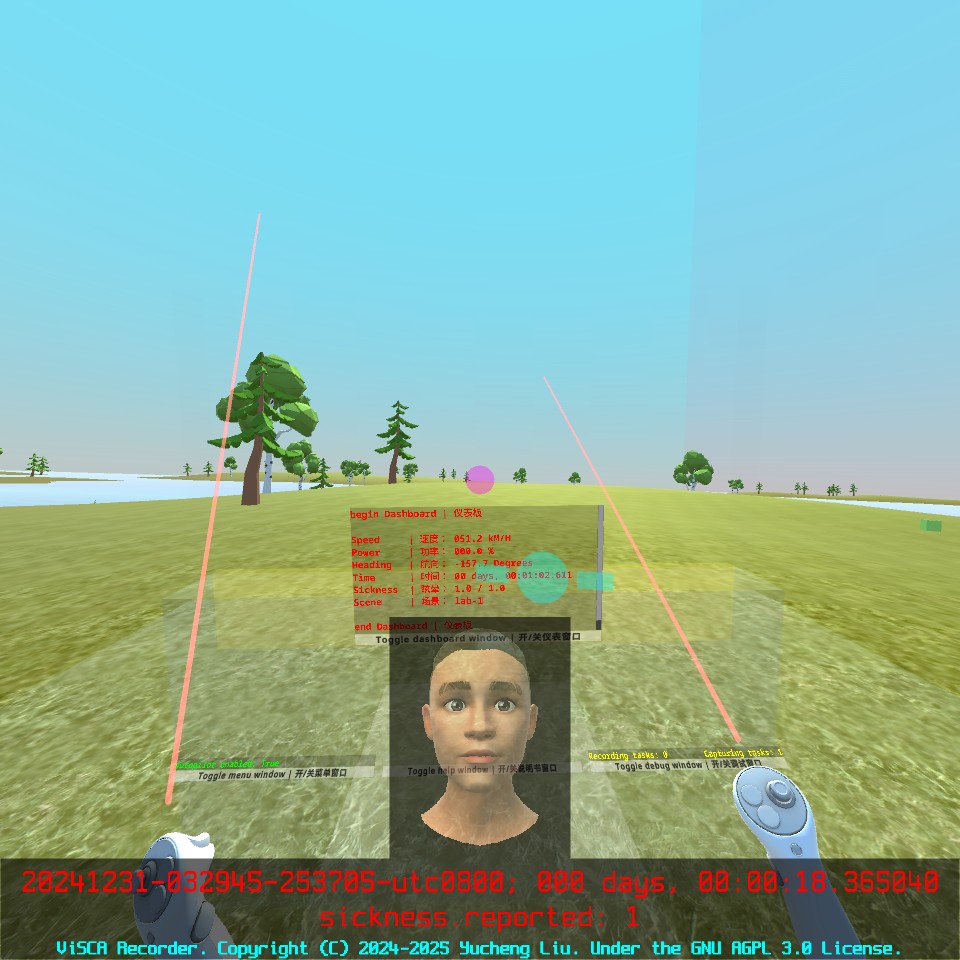 begin Dashboard | 仪表板
Speed | 速度： 051.2 kM/H
Power | 功率： 000.0 %
Heading | 航向： -157.7 Degrees
Time | 时间： 00 days, 00:01:02.611
Sickness | 眩晕： 1.0 / 1.0
Scene | 场景： lab-1
end Dashboard | 仪表板
Toggle dashboard window | 开/关仪表窗口
Autopilot enabled: True
Toggle menu window | 开/关菜单窗口
Toggle help window | 开/关说明书窗口
Recording tasks: 0 Capturing tasks: 1
Toggle debug window | 开/关调试窗口
20241231-032945-253705-utc0800; 000 days, 00:00:18.365040
sickness.reported: 1
ViSCA Recorder. Copyright (C) 2024-2025 Yucheng Liu. Under the GNU AGPL 3.0 License.